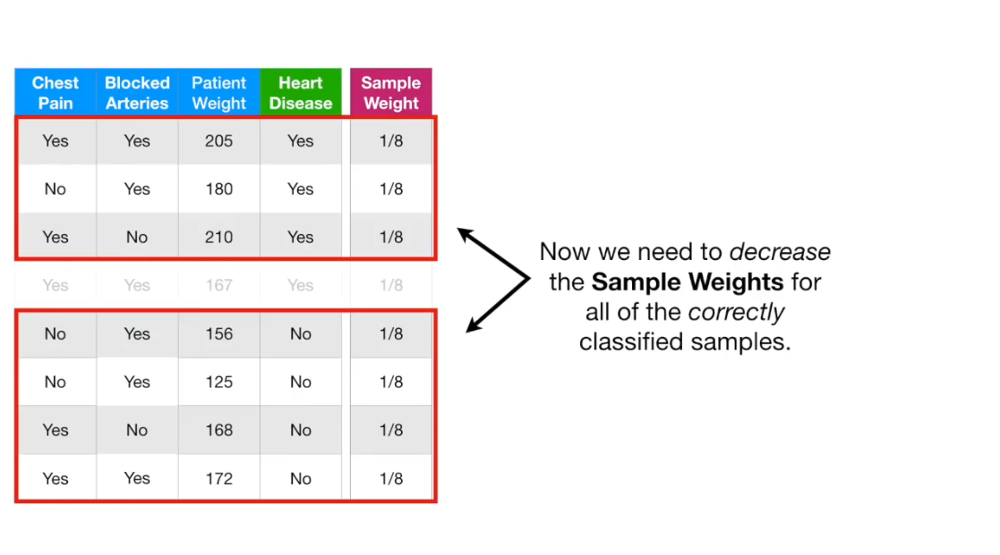 Chest Pain Blocked Arteries Patient Weight Heart Disease Sample Weight
Yes Yes 205 Yes 1/8
No Yes 180 Yes 1/8
Yes No 210 Yes 1/8
Yes Yes 167 Yes 1/8
No Yes 156 No 1/8
No Yes 125 No 1/8
Yes No 168 No 1/8
Yes Yes 172 No 1/8
Now we need to decrease
the Sample Weights for
all of the correctly
classified samples.